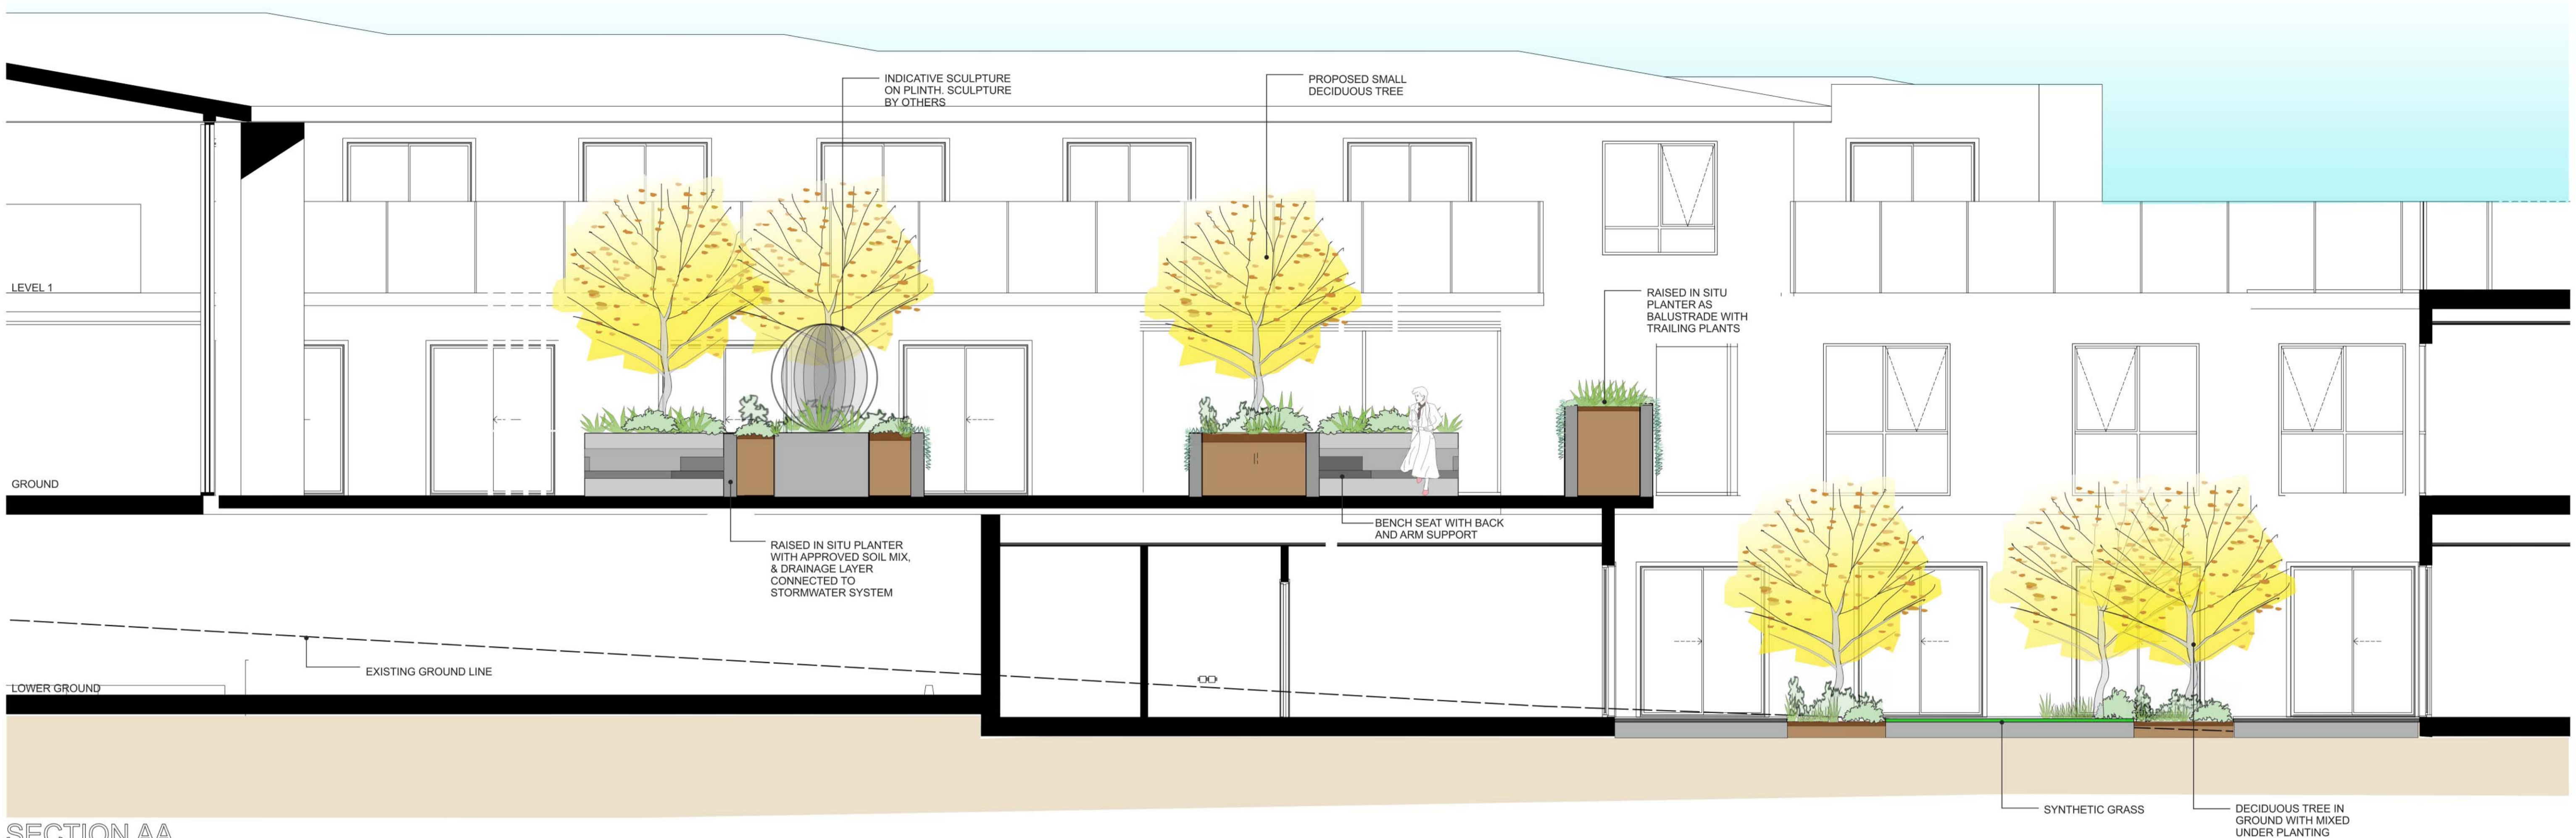 INDICATIVE SCULPTURE
ON PLINTH. SCULPTURE
BY OTHERS
PROPOSED SMALL
DECIDUOUS TREE
LEVEL 1
RAISED IN SITU
PLANTER AS
BALUSTRADE WITH
TRAILING PLANTS
GROUND
BENCH SEAT WITH BACK
AND ARM SUPPORT
RAISED IN SITU PLANTER
WITH APPROVED SOIL MIX,
& DRAINAGE LAYER
CONNECTED TO
STORMWATER SYSTEM
EXISTING GROUND LINE
LOWER GROUND
SYNTHETIC GRASS
DECIDUOUS TREE IN
GROUND WITH MIXED
UNDER PLANTING
SECTION AA